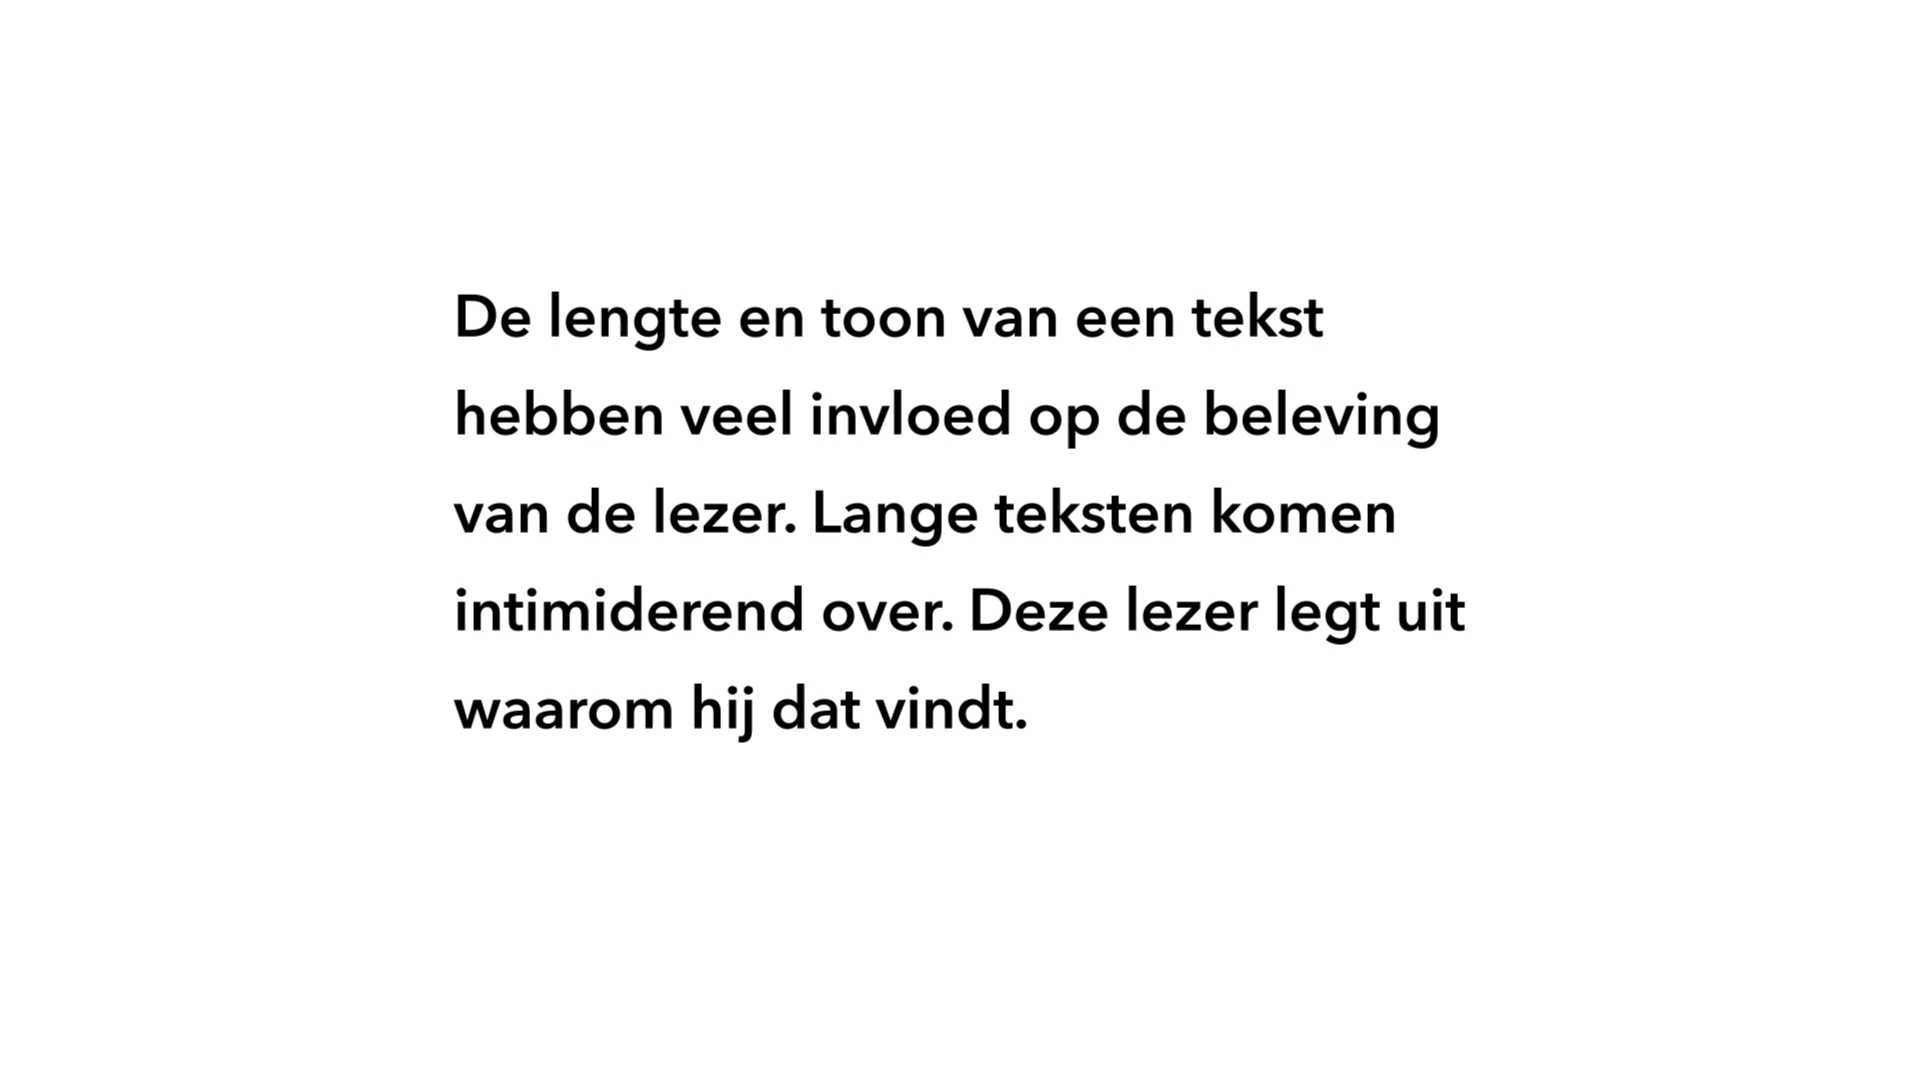 De lengte en toon van een tekst
hebben veel invloed op de beleving
van de lezer. Lange teksten komen
intimiderend over. Deze lezer legt uit
waarom hij dat vindt.